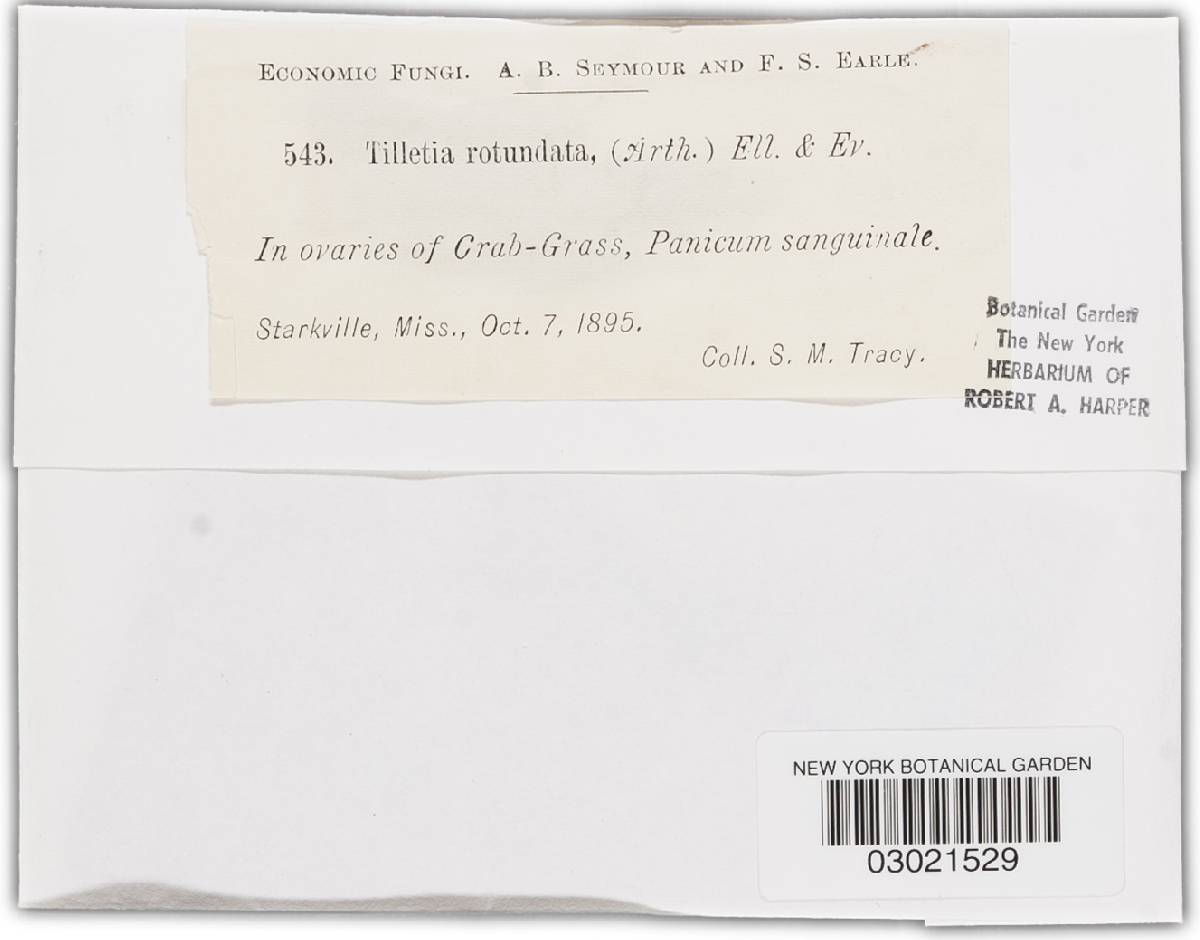 Economic Fungi. A. B. Seymour and F. S. Earle.
543. Tilletia rotundata, (Arth.) Ell. & Ev.
In ovaries of Crab-Grass, Panicum sanguinale.
Starkville, Miss., Oct. 7, 1895.
Coll. S. M. Tracy.
Botanical Garden
The New York
HERBARIUM OF
ROBERT A. HARPER
NEW YORK BOTANICAL GARDEN
03021529